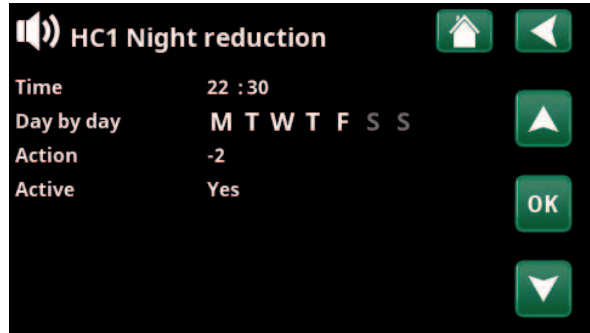 HC1 Night reduction
Time 22 :30
Day by day M T W T F S S
Action -2
Active Yes
OK